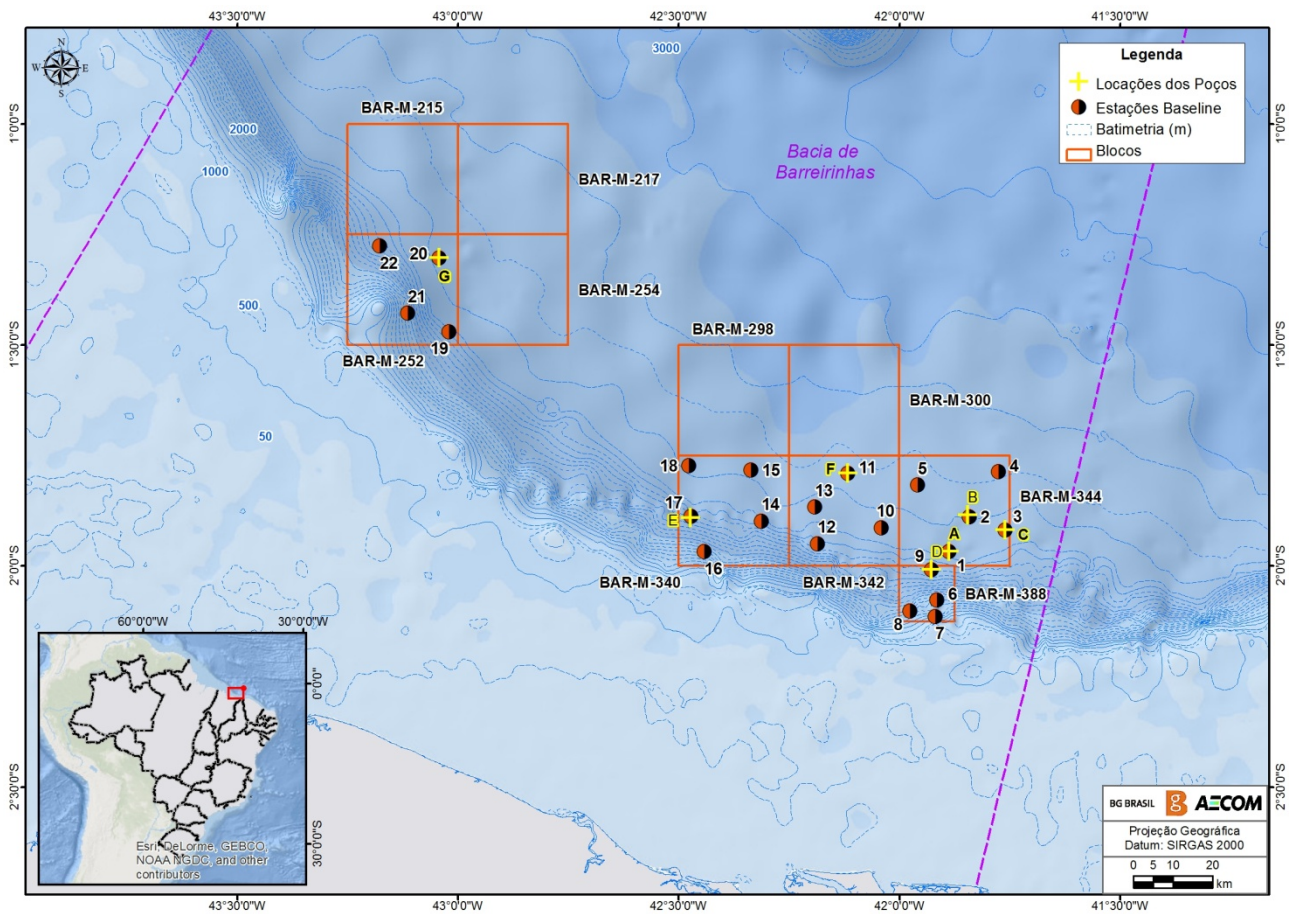 43°30'0"W 43°0'0"W 42°30'0"W 42°0'0"W 41°30'0"W
N
W E
S
3000
Legenda
Locações dos Poços
Estações Baseline
Batimetria (m)
Blocos
1°0'0"S
1°0'0"S
BAR-M-215
2000
1000
Bacia de
Barreirinhas
BAR-M-217
22
20
G
BAR-M-254
21
500
19
BAR-M-252
BAR-M-298
1°30'0"S
1°30'0"S
BAR-M-300
50
18
15
F
11
5
4
17
E
14
13
10
B
2
3
C
BAR-M-344
12
A
D
9
1
16
2°0'0"S
2°0'0"S
BAR-M-340
BAR-M-342
BAR-M-388
6
8
7
60°0'0"W 30°0'0"W
0°0'0"
30°0'0"S
Esri, DeLorme, GEBCO,
NOAA NGDC, and other
contributors
2°30'0"S
2°30'0"S
BG BRASIL g AECOM
Projeção Geográfica
Datum: SIRGAS 2000
0 5 10 20
km
43°30'0"W 43°0'0"W 42°30'0"W 42°0'0"W 41°30'0"W